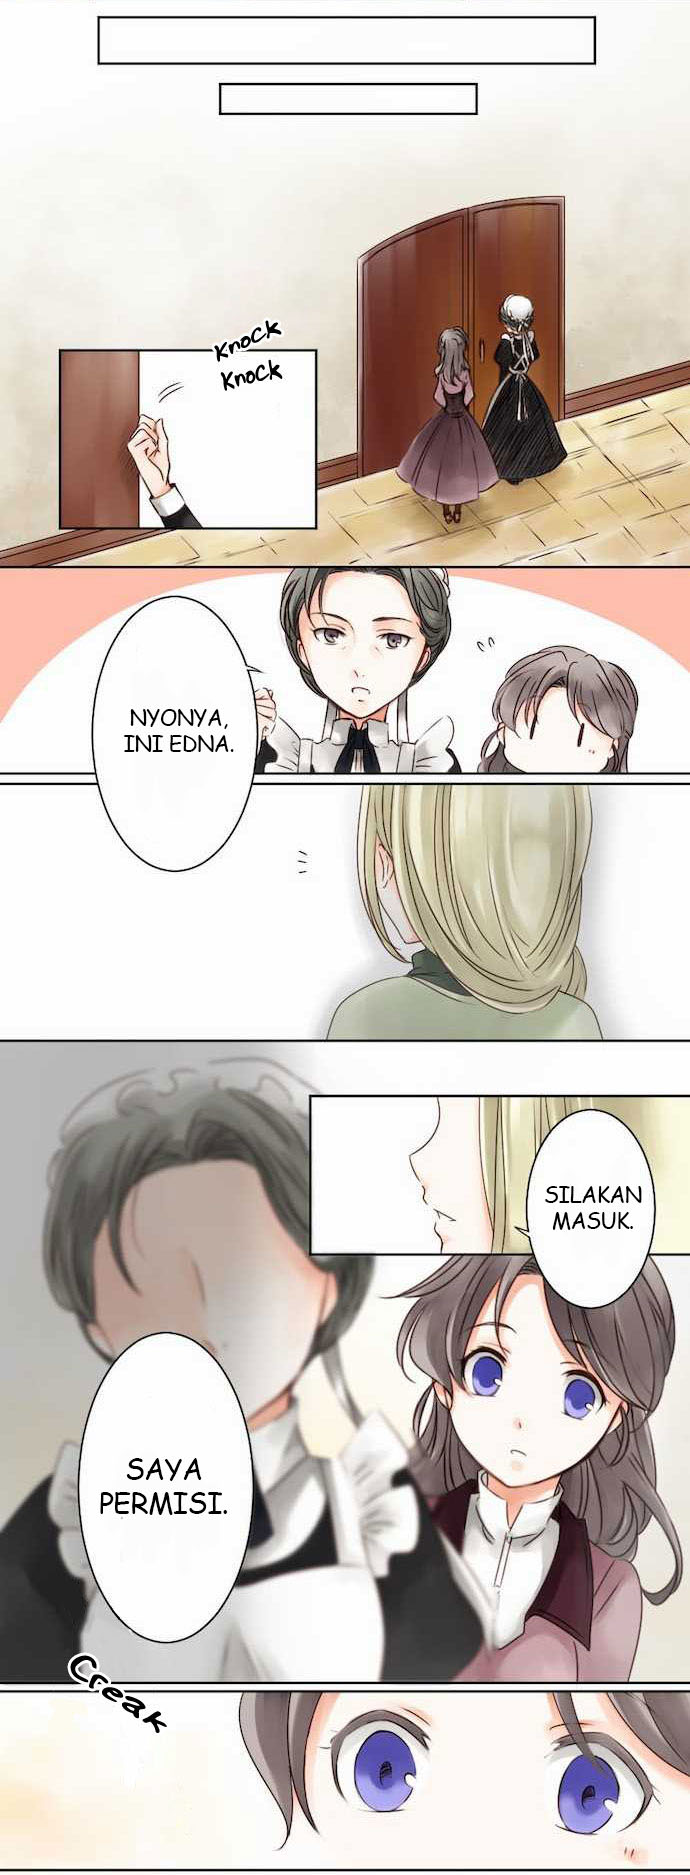 Knock
Knock
NYONYA,
INI EDNA.
SILAKAN
MASUK.
SAYA
PERMISI.
Creak